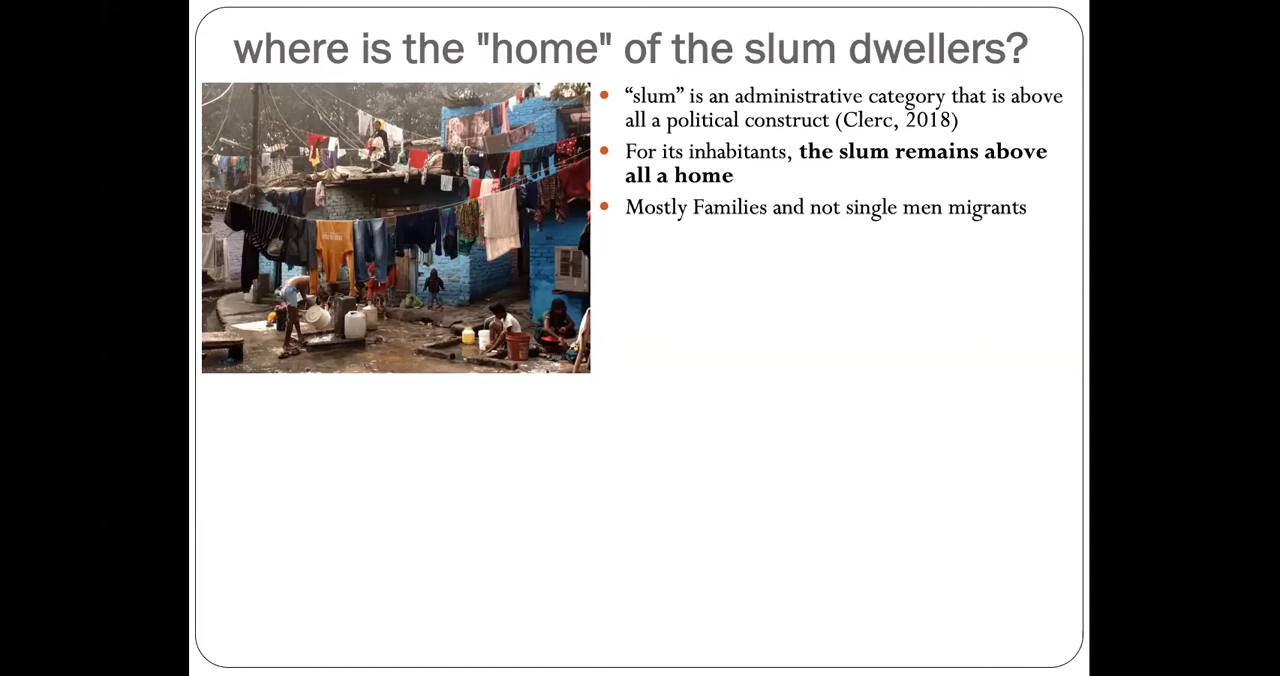 where is the "home" of the slum dwellers?
• “slum” is an administrative category that is above
all a political construct (Clerc, 2018)
• For its inhabitants, the slum remains above
all a home
• Mostly Families and not single men migrants